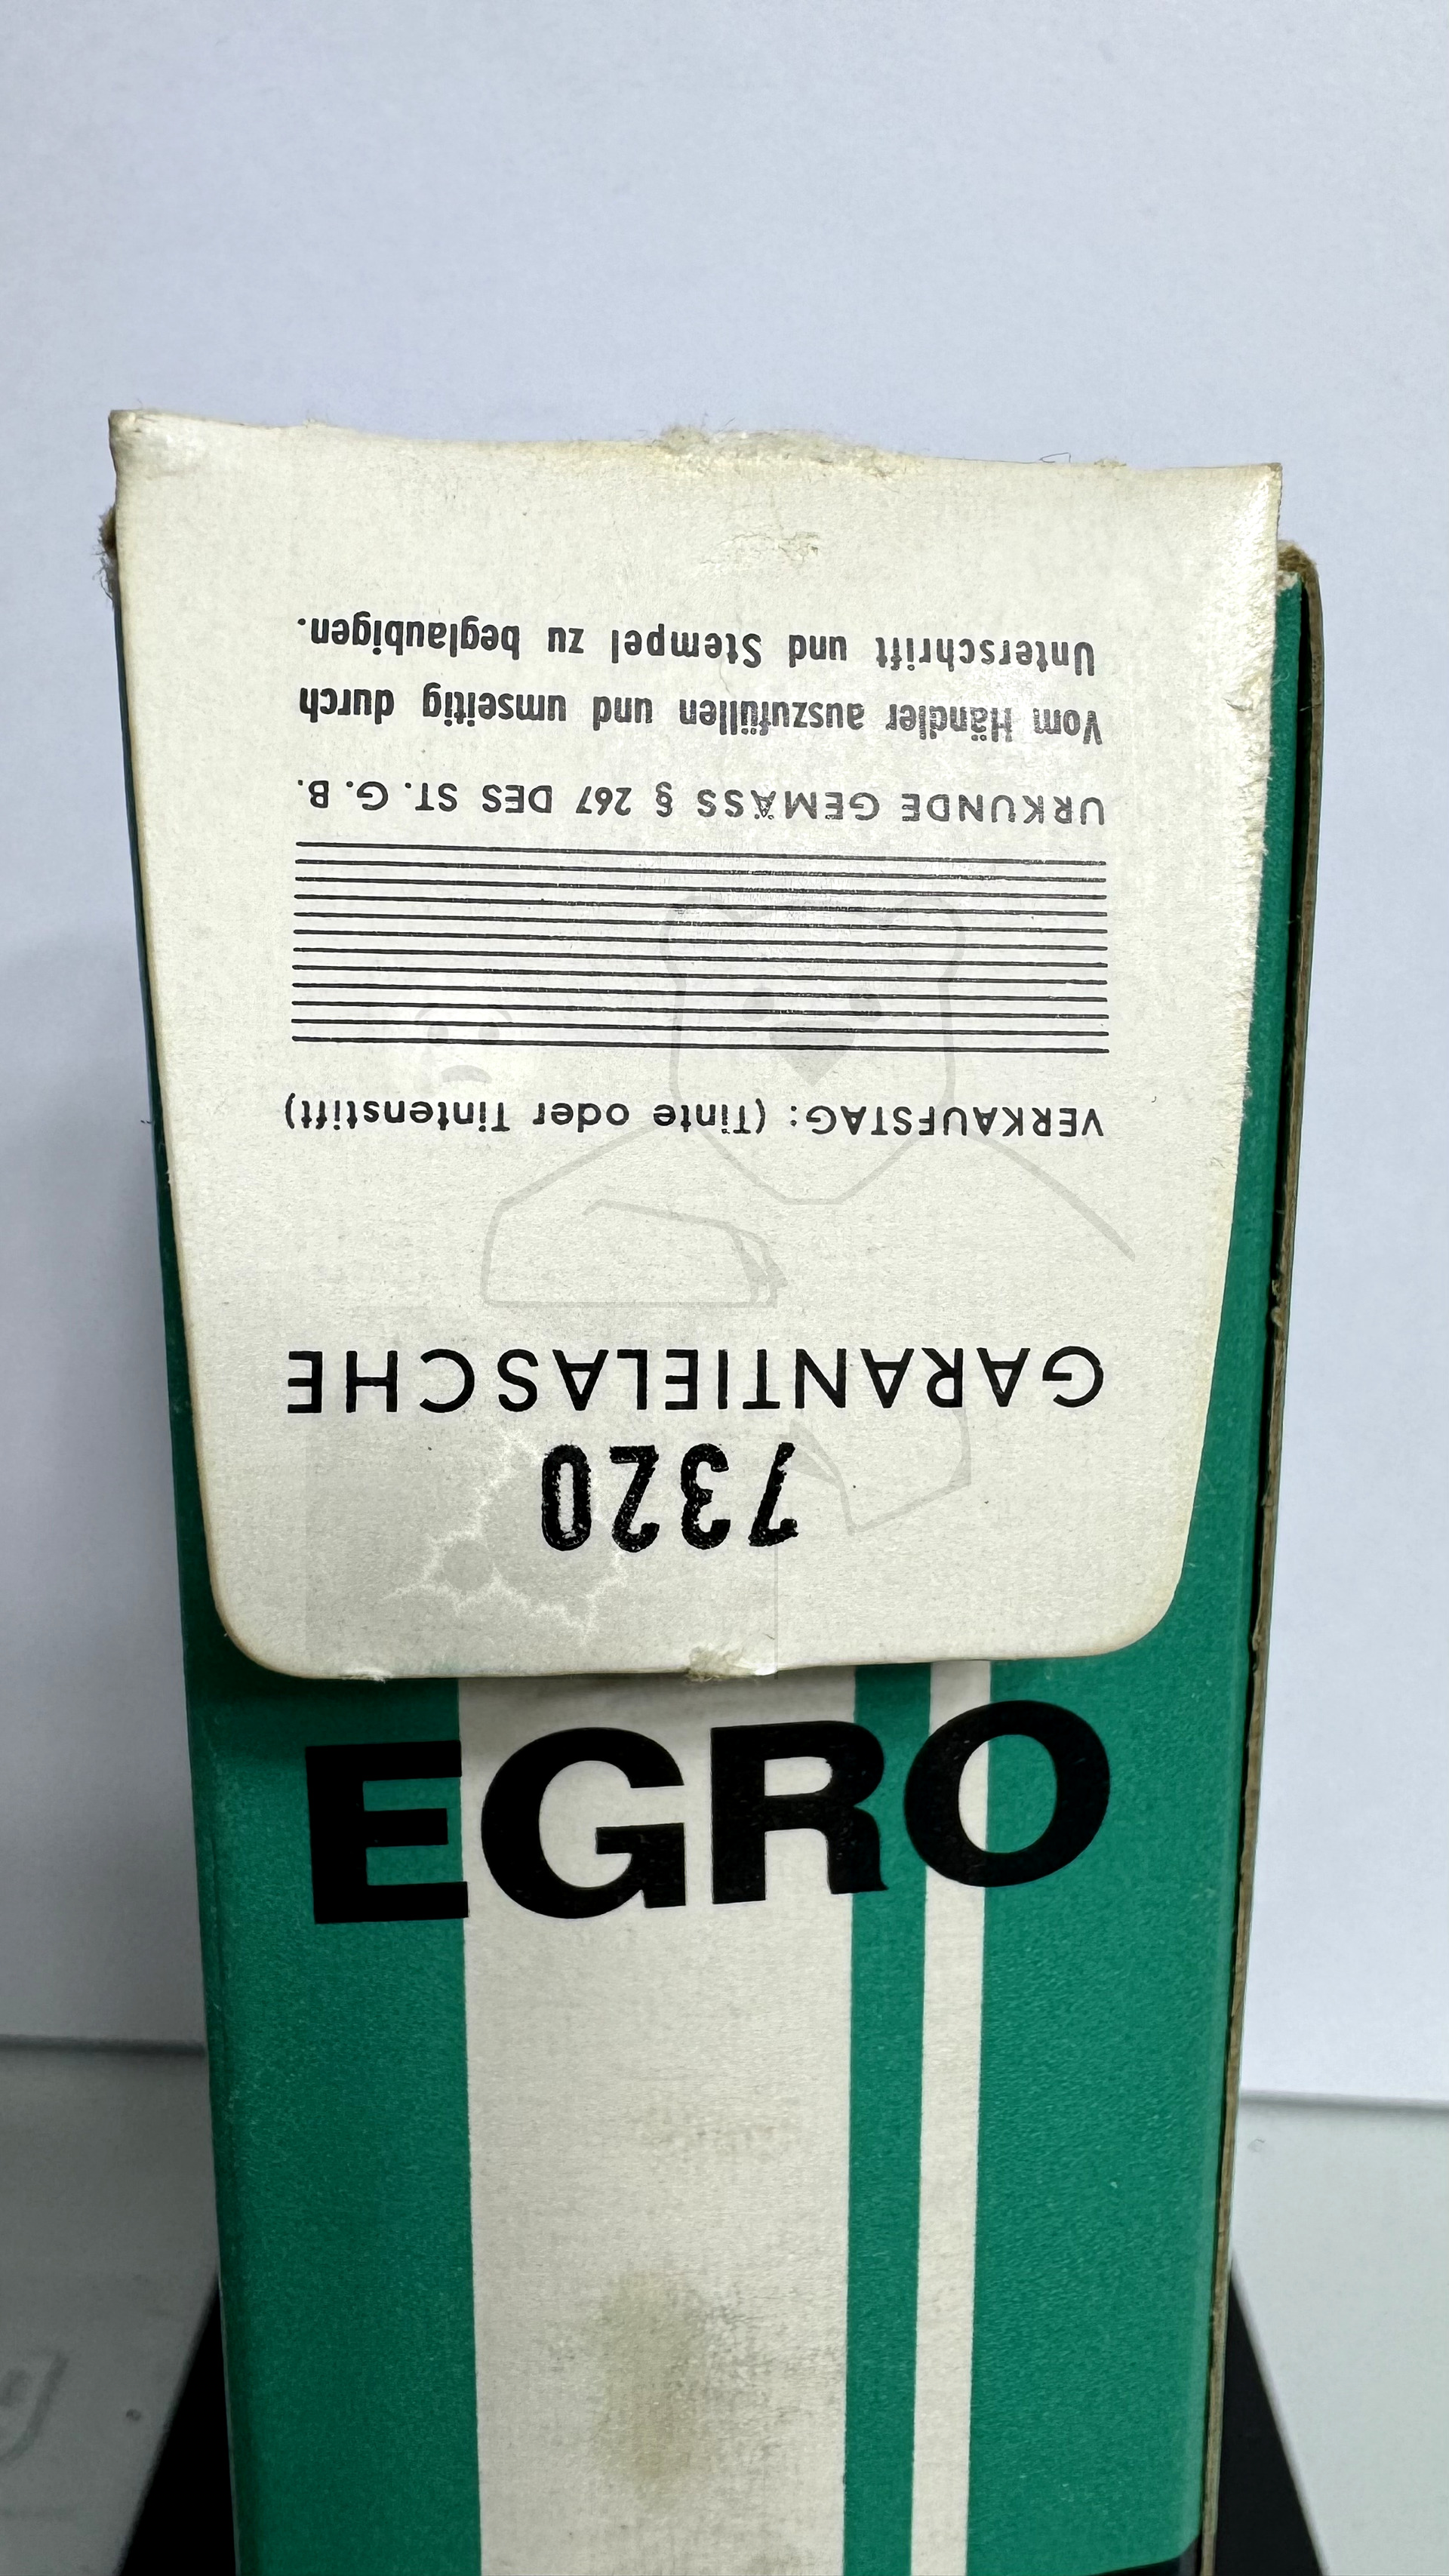 7320
GARANTIELASCHE
VERKAUFSTAG: (Tinte oder Tintenstift)
URKUNDE GEMÄSS § 267 DES ST. G. B.
Vom Händler auszufüllen und umseitig durch
Unterschrift und Stempel zu beglaubigen.
EGRO